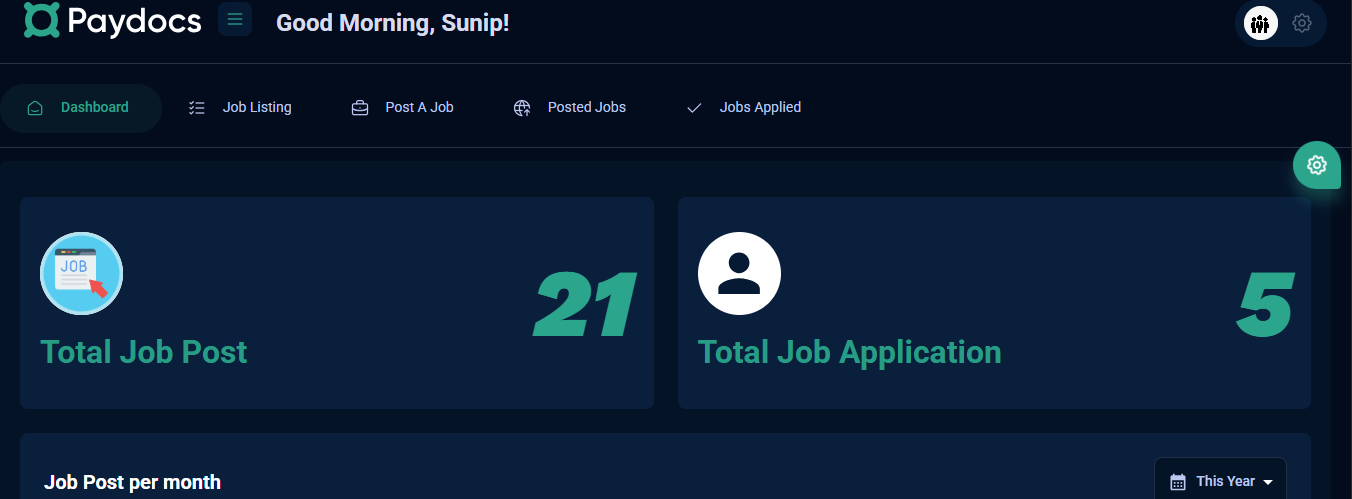 Paydocs
Good Morning, Sunip!
Dashboard
Job Listing
Post A Job
Posted Jobs
Jobs Applied
JOB
21
Total Job Post
5
Total Job Application
Job Post per month
This Year